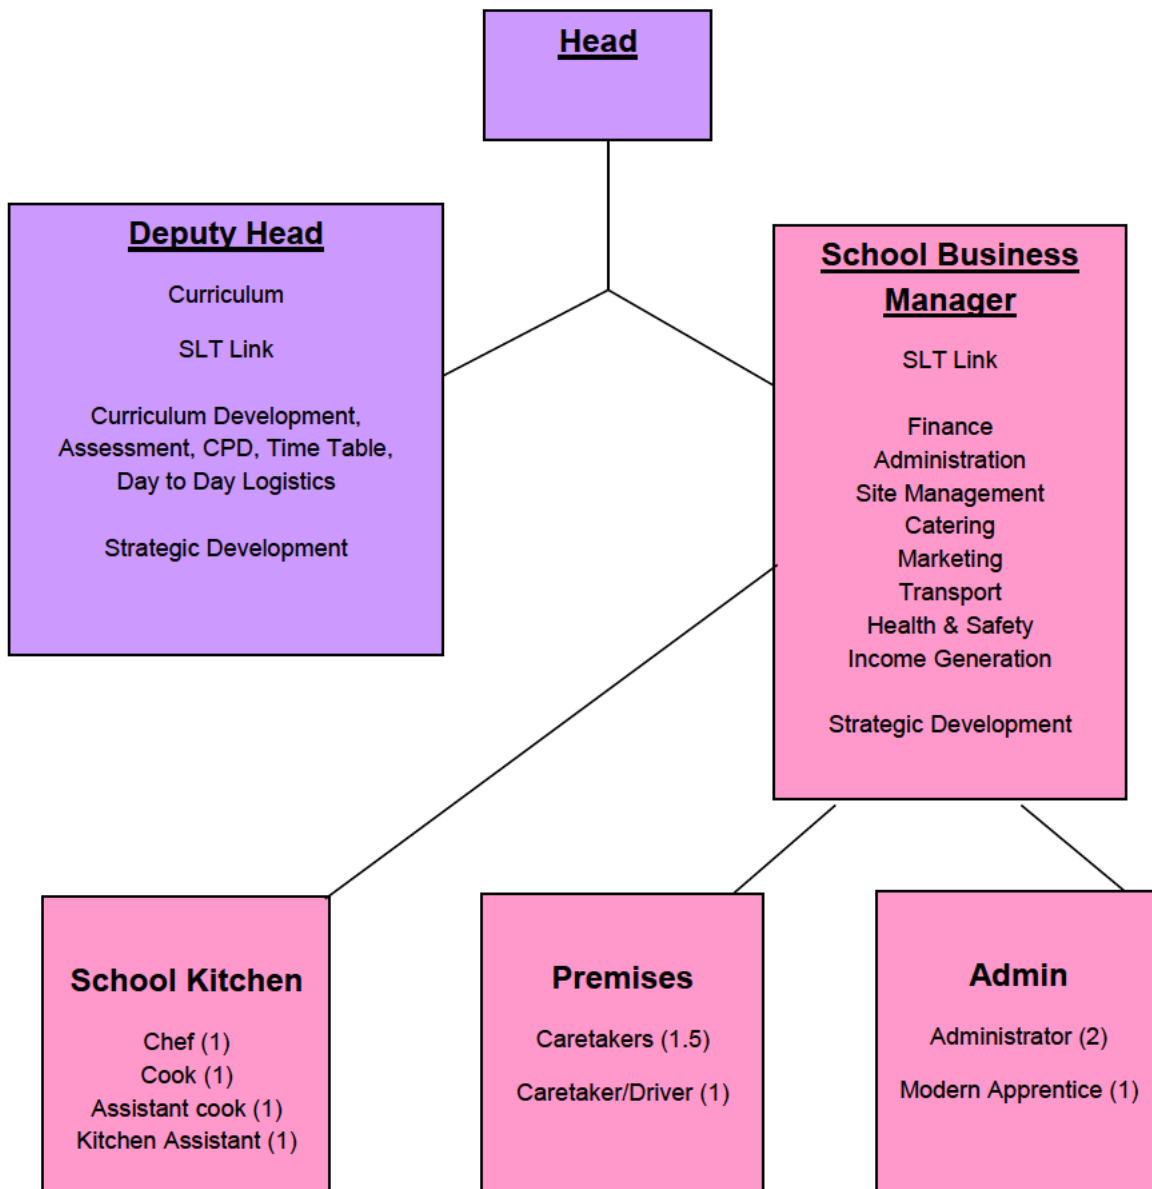 Head
Deputy Head
Curriculum
SLT Link
Curriculum Development,
Assessment, CPD, Time Table,
Day to Day Logistics
Strategic Development
School Business
Manager
SLT Link
Finance
Administration
Site Management
Catering
Marketing
Transport
Health & Safety
Income Generation
Strategic Development
School Kitchen
Chef (1)
Cook (1)
Assistant cook (1)
Kitchen Assistant (1)
Premises
Caretakers (1.5)
Caretaker/Driver (1)
Admin
Administrator (2)
Modern Apprentice (1)